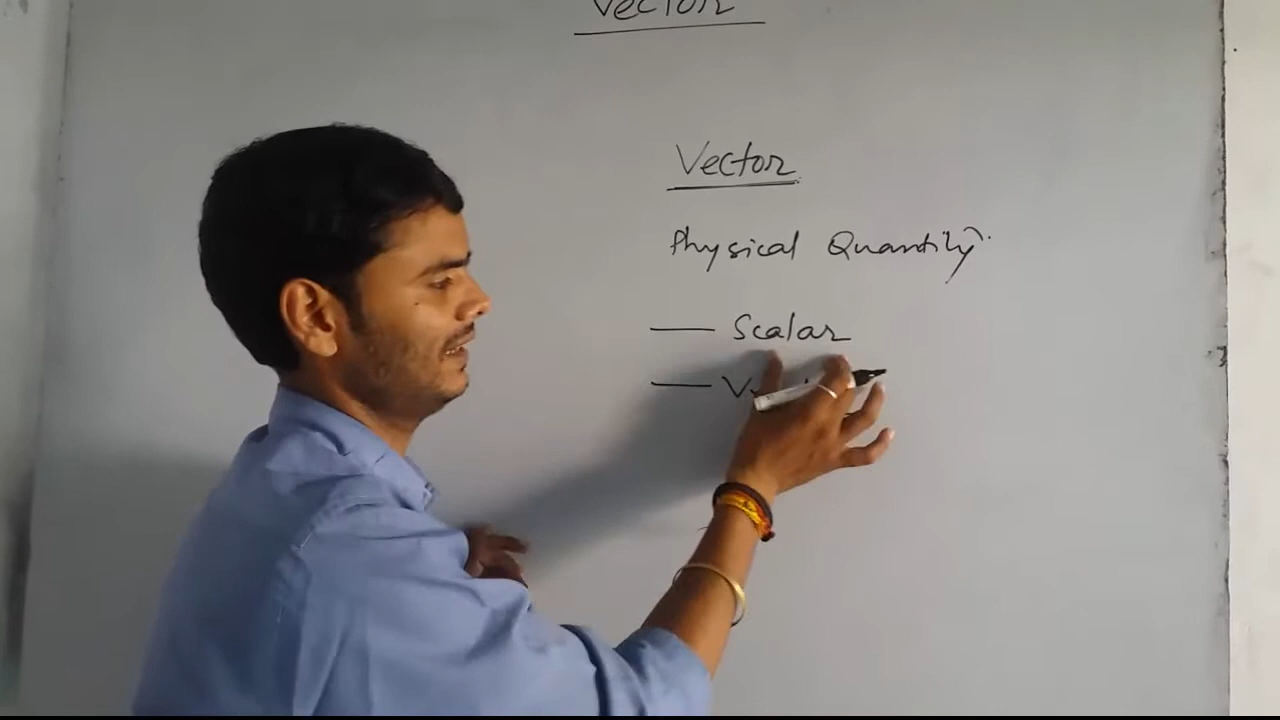 Vector
Vector
Physical Quantity
— Scalar
—